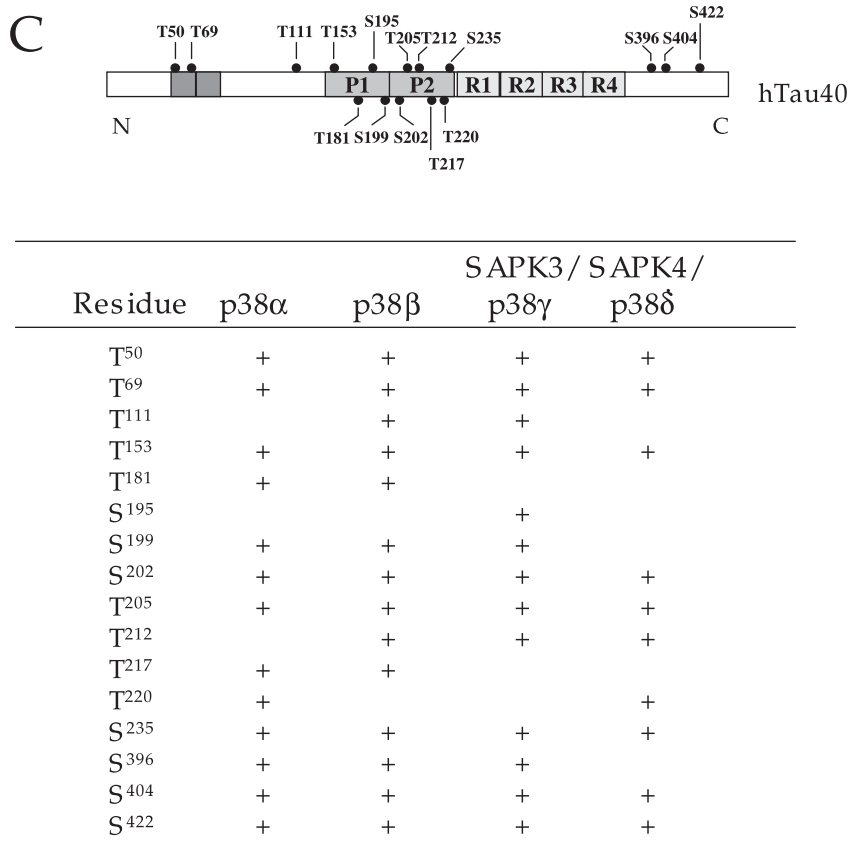 C
S422
S195
T50 T69 T111 T153 T205 T212 S235 S396 S404
P1 P2 R1 R2 R3 R4
hTau40
N C
T181 S199 S202 T220
T217
SAPK3/ SAPK4/
Residue p38α p38β p38γ p38δ
T⁵⁰ + + + +
T⁶⁹ + + + +
T¹¹¹ + +
T¹⁵³ + + + +
T¹⁸¹ + +
S¹⁹⁵ +
S¹⁹⁹ + + +
S²⁰² + + + +
T²⁰⁵ + + + +
T²¹² + + +
T²¹⁷ + +
T²²⁰ + +
S²³⁵ + + + +
S³⁹⁶ + + +
S⁴⁰⁴ + + + +
S⁴²² + + + +